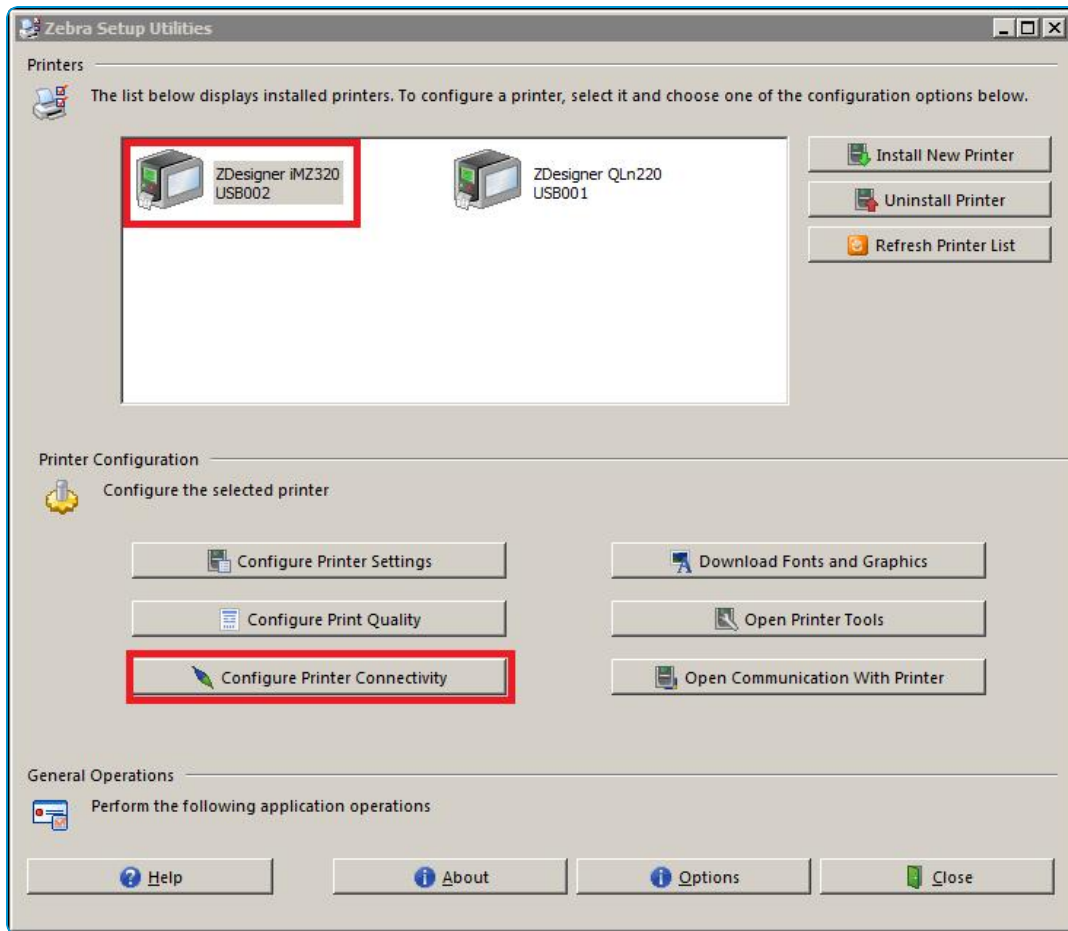 Zebra Setup Utilities
Printers
The list below displays installed printers. To configure a printer, select it and choose one of the configuration options below.
ZDesigner iMZ320
USB002
ZDesigner QLn220
USB001
Install New Printer
Uninstall Printer
Refresh Printer List
Printer Configuration
Configure the selected printer
Configure Printer Settings
Download Fonts and Graphics
Configure Print Quality
Open Printer Tools
Configure Printer Connectivity
Open Communication With Printer
General Operations
Perform the following application operations
Help
About
Options
Close